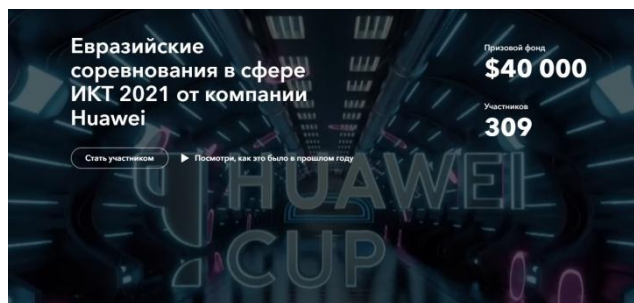 Евразийские
соревнования в сфере
ИКТ 2021 от компании
Huawei
Призовой фонд
$40 000
Участников
309
Стать участником
Посмотри, как это было в прошлом году
HUAWEI
CUP